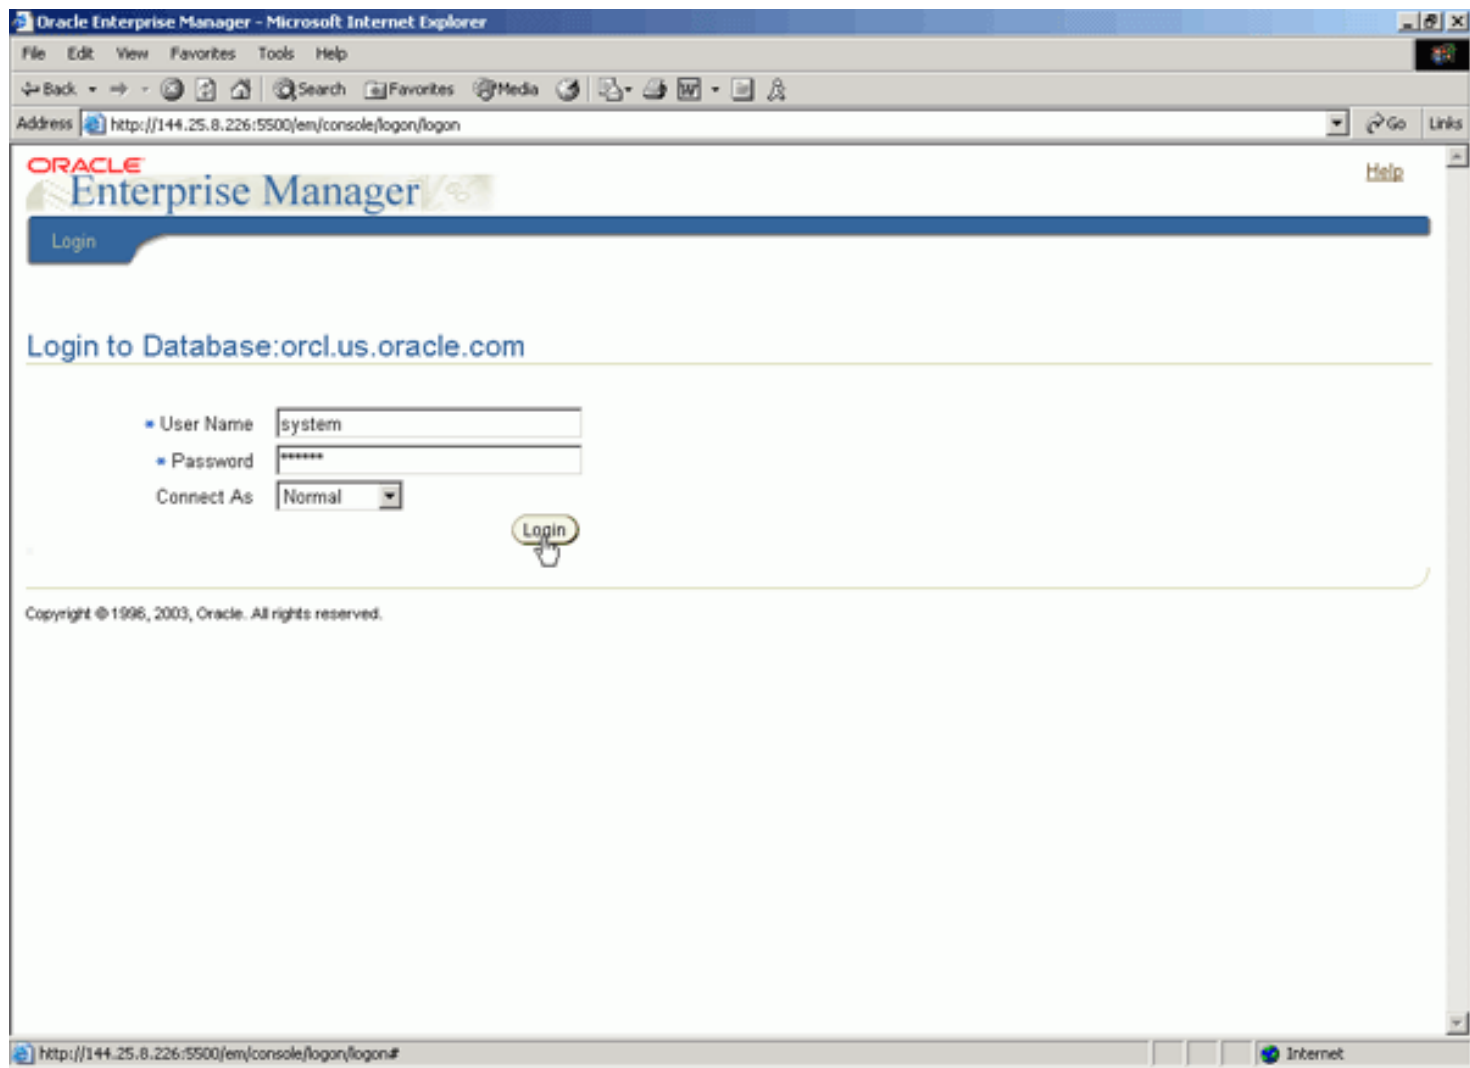 Oracle Enterprise Manager - Microsoft Internet Explorer
File Edit View Favorites Tools Help
Back Search Favorites Media
Address http://144.25.8.226:5500/em/console/logon/logon Go Links
ORACLE
Enterprise Manager
Help
Login
Login to Database:orcl.us.oracle.com
* User Name system
* Password ******
Connect As Normal
Login
Copyright © 1996, 2003, Oracle. All rights reserved.
http://144.25.8.226:5500/em/console/logon/logon# Internet